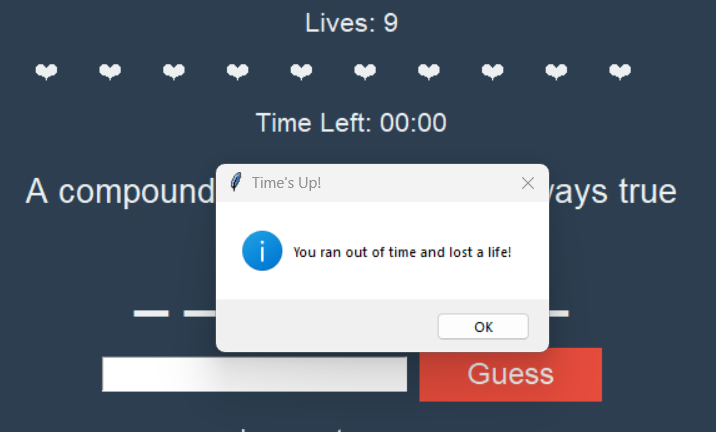 Lives: 9
❤ ❤ ❤ ❤ ❤ ❤ ❤ ❤ ❤ ❤
Time Left: 00:00
Time's Up!
A compound ways true
You ran out of time and lost a life!
OK
Guess